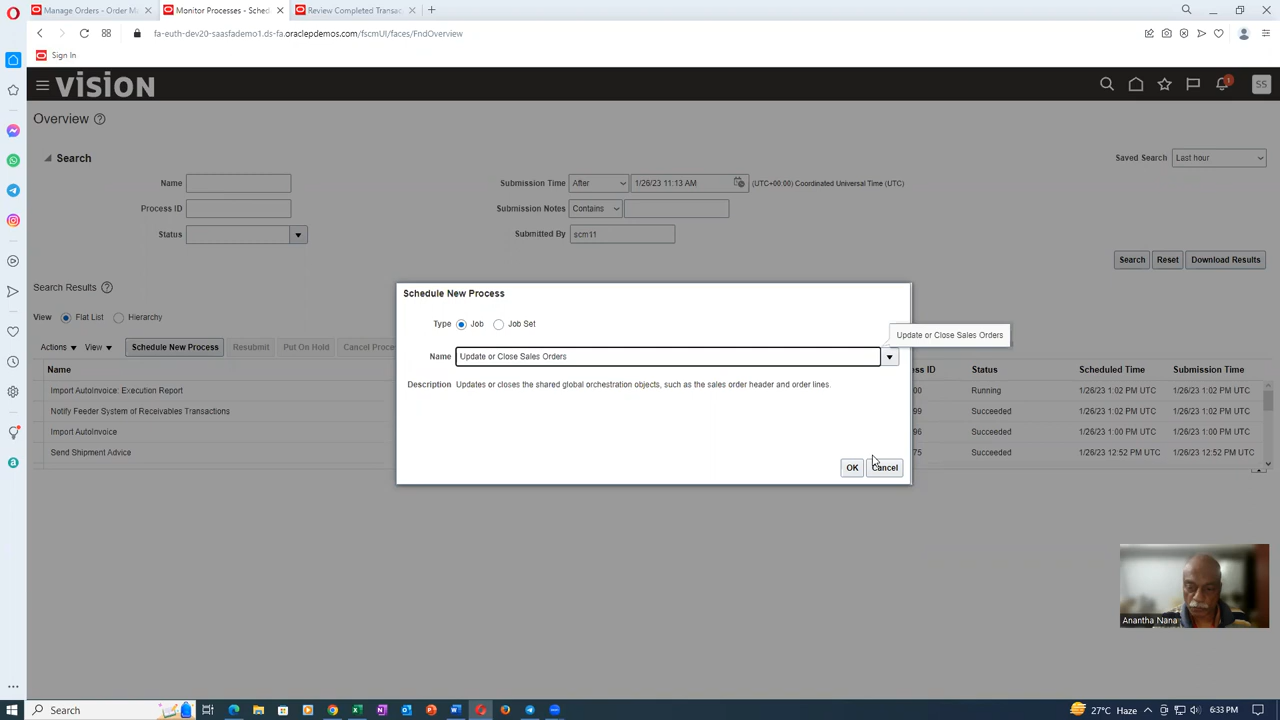 Manage Orders - Order M
Monitor Processes - Sched
Review Completed Transac
fa-euth-dev20-saasfademo1.ds-fa.oraclepdemos.com/fscmUI/faces/FndOverview
Sign In
VISION
1
SS
Overview
Search
Saved Search
Last hour
Name
Submission Time
After
1/26/23 11:13 AM
(UTC+00:00) Coordinated Universal Time (UTC)
Process ID
Submission Notes
Contains
Status
Submitted By
scm11
Search
Reset
Download Results
Search Results
View
Flat List
Hierarchy
Actions
View
Schedule New Process
Resubmit
Put On Hold
Cancel Proce
Name
ss ID
Status
Scheduled Time
Submission Time
Import AutoInvoice: Execution Report
00
Running
1/26/23 1:02 PM UTC
1/26/23 1:02 PM UTC
Notify Feeder System of Receivables Transactions
99
Succeeded
1/26/23 1:02 PM UTC
1/26/23 1:02 PM UTC
Import AutoInvoice
96
Succeeded
1/26/23 1:00 PM UTC
1/26/23 1:00 PM UTC
Send Shipment Advice
75
Succeeded
1/26/23 12:52 PM UTC
1/26/23 12:52 PM UTC
Schedule New Process
Type
Job
Job Set
Update or Close Sales Orders
Name
Update or Close Sales Orders
Description
Updates or closes the shared global orchestration objects, such as the sales order header and order lines.
OK
Cancel
Anantha Nana
Search
27°C Haze
6:33 PM